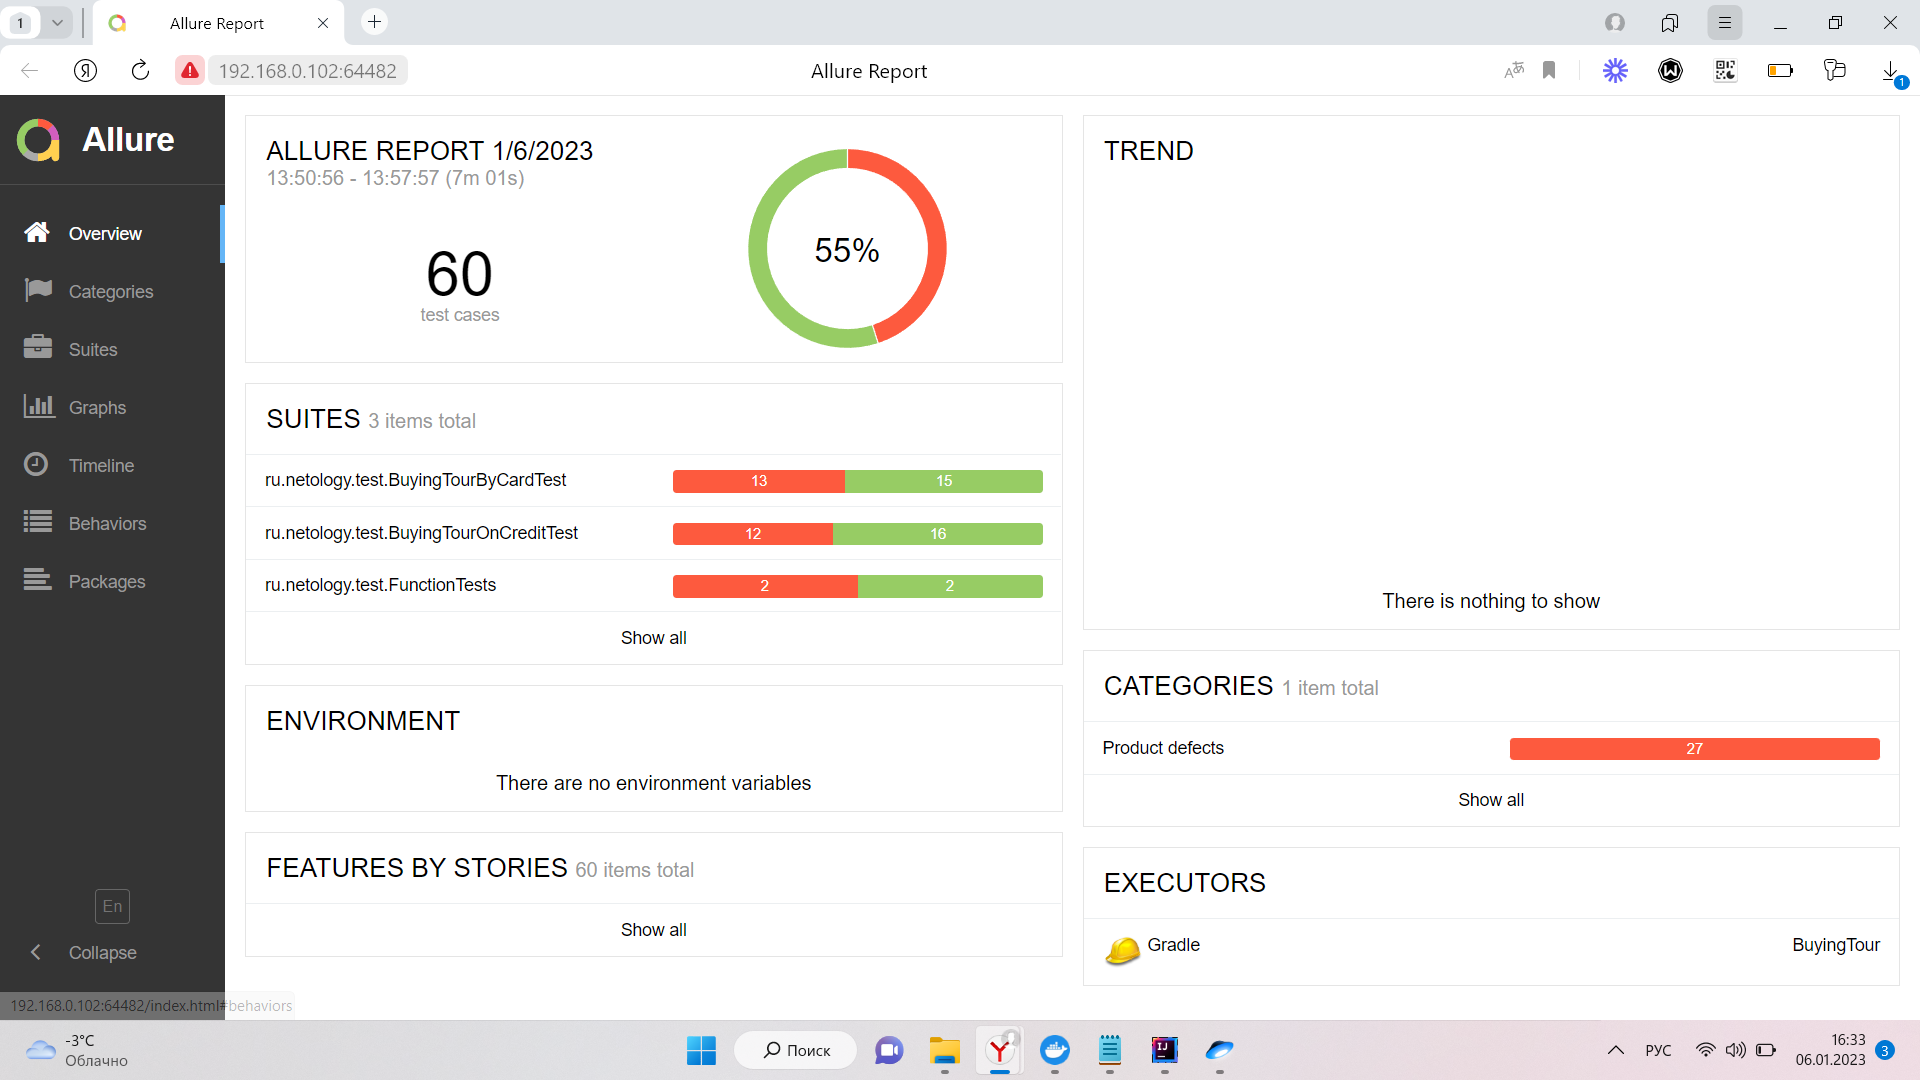 1
Allure Report
192.168.0.102:64482
Allure Report
1
Allure
Overview
Categories
Suites
Graphs
Timeline
Behaviors
Packages
En
Collapse
192.168.0.102:64482/index.html#behaviors
ALLURE REPORT 1/6/2023
13:50:56 - 13:57:57 (7m 01s)
60
test cases
55%
SUITES 3 items total
ru.netology.test.BuyingTourByCardTest 13 15
ru.netology.test.BuyingTourOnCreditTest 12 16
ru.netology.test.FunctionTests 2 2
Show all
ENVIRONMENT
There are no environment variables
FEATURES BY STORIES 60 items total
Show all
TREND
There is nothing to show
CATEGORIES 1 item total
Product defects 27
Show all
EXECUTORS
Gradle BuyingTour
-3°C
Облачно
Поиск
РУС
16:33
06.01.2023
3